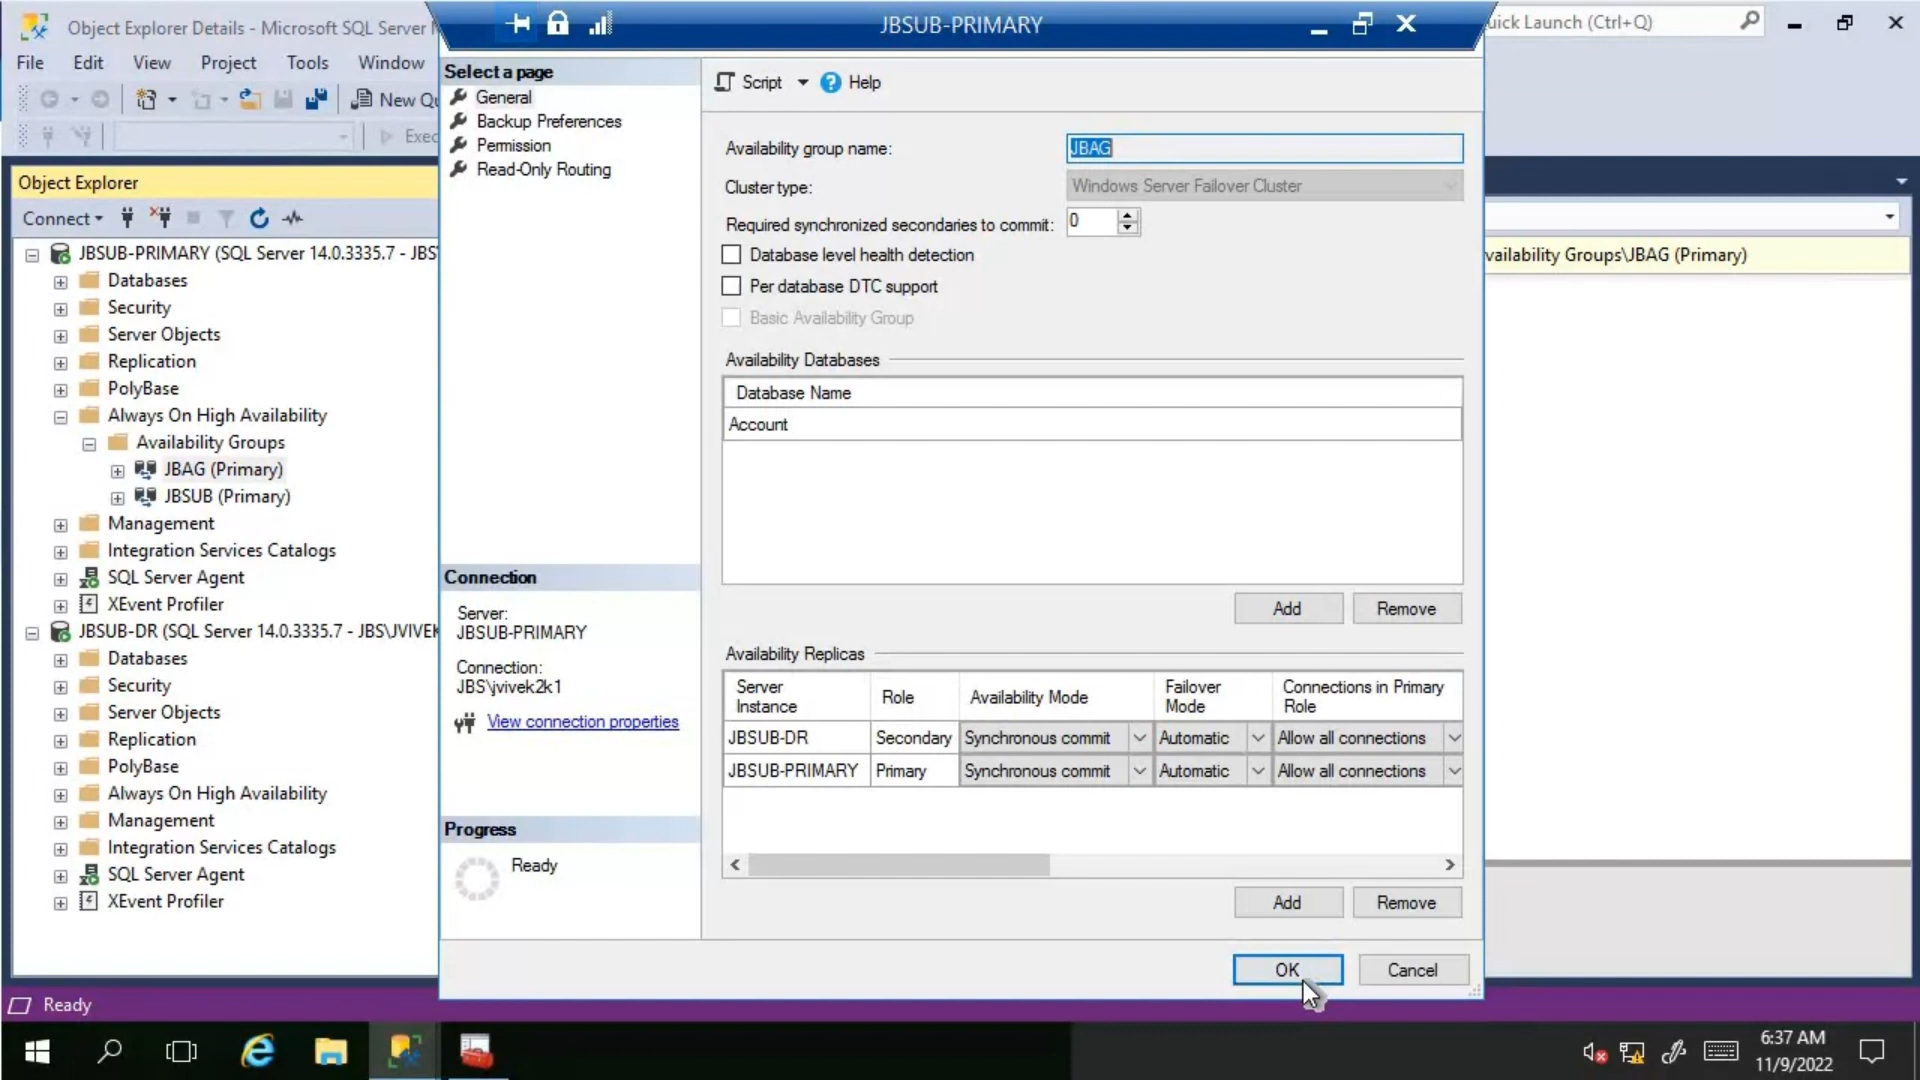 Object Explorer Details - Microsoft SQL Server
JBSUB-PRIMARY
uick Launch (Ctrl+Q)
File Edit View Project Tools Window
New Qu
Exec
Object Explorer
Connect
JBSUB-PRIMARY (SQL Server 14.0.3335.7 - JBS
Databases
Security
Server Objects
Replication
PolyBase
Always On High Availability
Availability Groups
JBAG (Primary)
JBSUB (Primary)
Management
Integration Services Catalogs
SQL Server Agent
XEvent Profiler
JBSUB-DR (SQL Server 14.0.3335.7 - JBS\JVIVEK
Databases
Security
Server Objects
Replication
PolyBase
Always On High Availability
Management
Integration Services Catalogs
SQL Server Agent
XEvent Profiler
Select a page
General
Backup Preferences
Permission
Read-Only Routing
Connection
Server:
JBSUB-PRIMARY
Connection:
JBS\jvivek2k1
View connection properties
Progress
Ready
Script Help
Availability group name: JBAG
Cluster type: Windows Server Failover Cluster
Required synchronized secondaries to commit: 0
Database level health detection
Per database DTC support
Basic Availability Group
Availability Databases
Database Name
Account
Add Remove
Availability Replicas
Server Instance Role Availability Mode Failover Mode Connections in Primary Role
JBSUB-DR Secondary Synchronous commit Automatic Allow all connections
JBSUB-PRIMARY Primary Synchronous commit Automatic Allow all connections
Add Remove
OK Cancel
vailability Groups\JBAG (Primary)
Ready
6:37 AM
11/9/2022